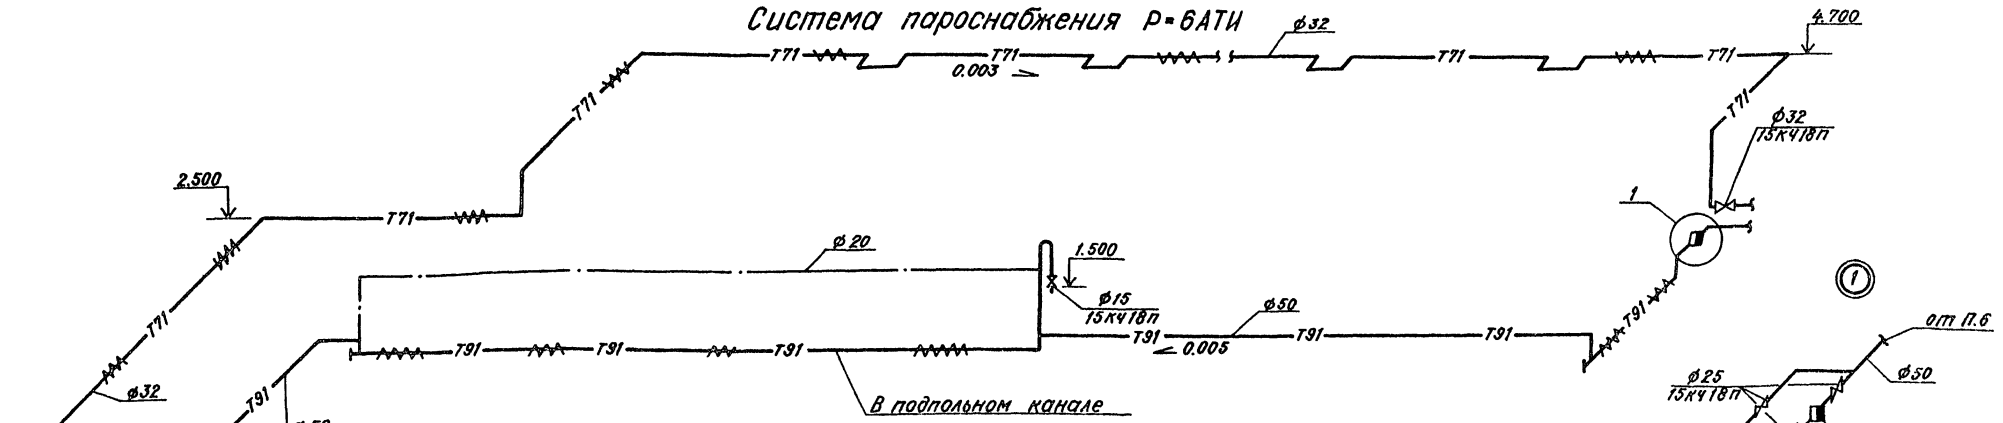 Система пароснабжения P=6АТИ
ф32
4.700
Т71
Т71
Т71
Т71
0.003
Т71
Т71
ф32
15кч18п
2.500
Т71
1
ф20
1.500
1
Т71
ф15
15кч18п
ф50
Т91
от П.6
Т91
Т91
Т91
Т91
Т91
Т91
0.005
ф32
Т91
ф25
15кч18п
ф50
В подпольном канале